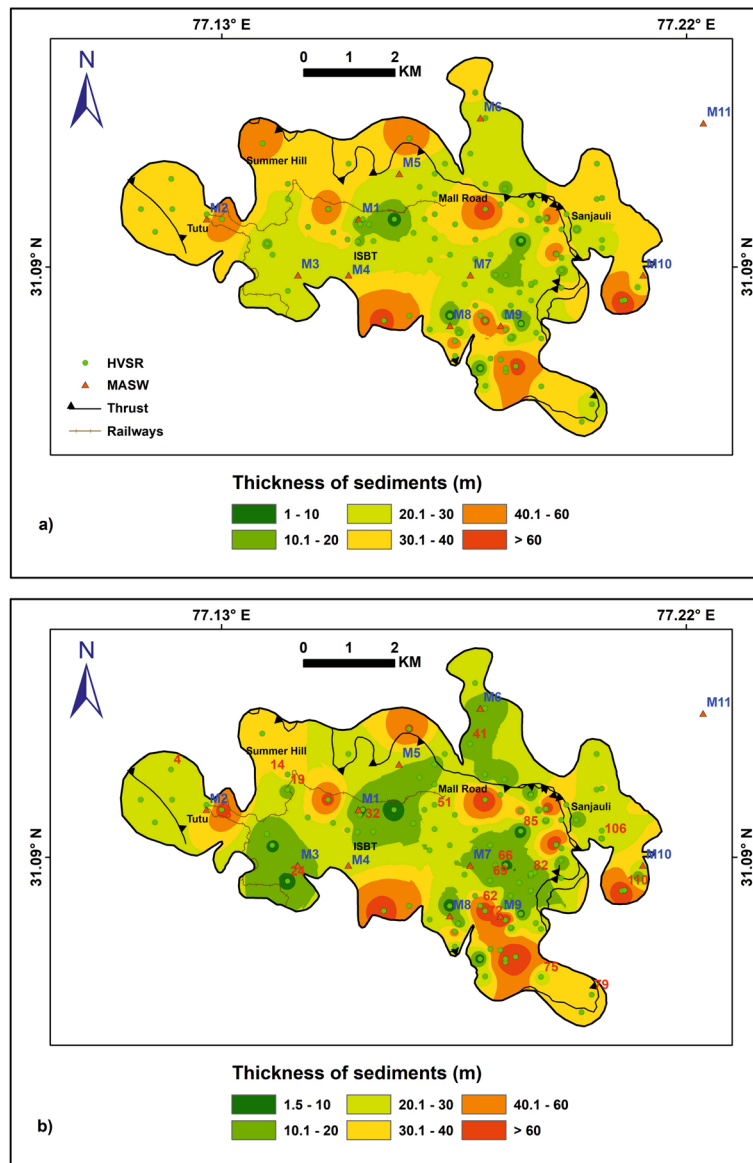 77.13° E 77.22° E
N
0 1 2
KM
M6
M11
Summer Hill
M5
Mall Road
M2
M1
Sanjauli
Tutu
31.09° N
ISBT
31.09° N
M3 M4 M7 M10
M8 M9
HVSR
MASW
Thrust
Railways
Thickness of sediments (m)
1 - 10 20.1 - 30 40.1 - 60
10.1 - 20 30.1 - 40 > 60
a)
77.13° E 77.22° E
N
0 1 2
KM
M6
M11
41
Summer Hill
4 14 M5
19
Mall Road
M2 M1 51 Sanjauli
32
Tutu 85 106
31.09° N
ISBT 66
31.09° N
M3 M4 M7 82 M10
24 69
110
62
M8 M9
75
79
Thickness of sediments (m)
1.5 - 10 20.1 - 30 40.1 - 60
10.1 - 20 30.1 - 40 > 60
b)